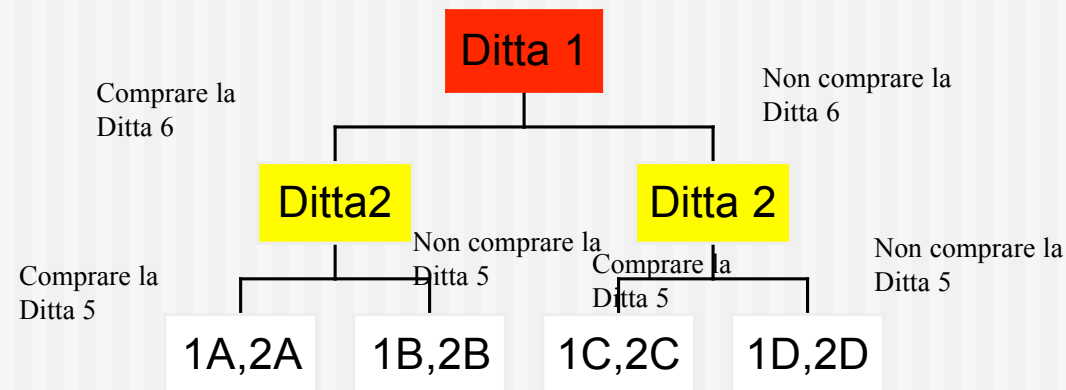 Ditta 1
Comprare la
Ditta 6
Non comprare la
Ditta 6
Ditta2
Ditta 2
Comprare la
Ditta 5
Non comprare la
Ditta 5
Comprare la
Ditta 5
Non comprare la
Ditta 5
1A,2A
1B,2B
1C,2C
1D,2D